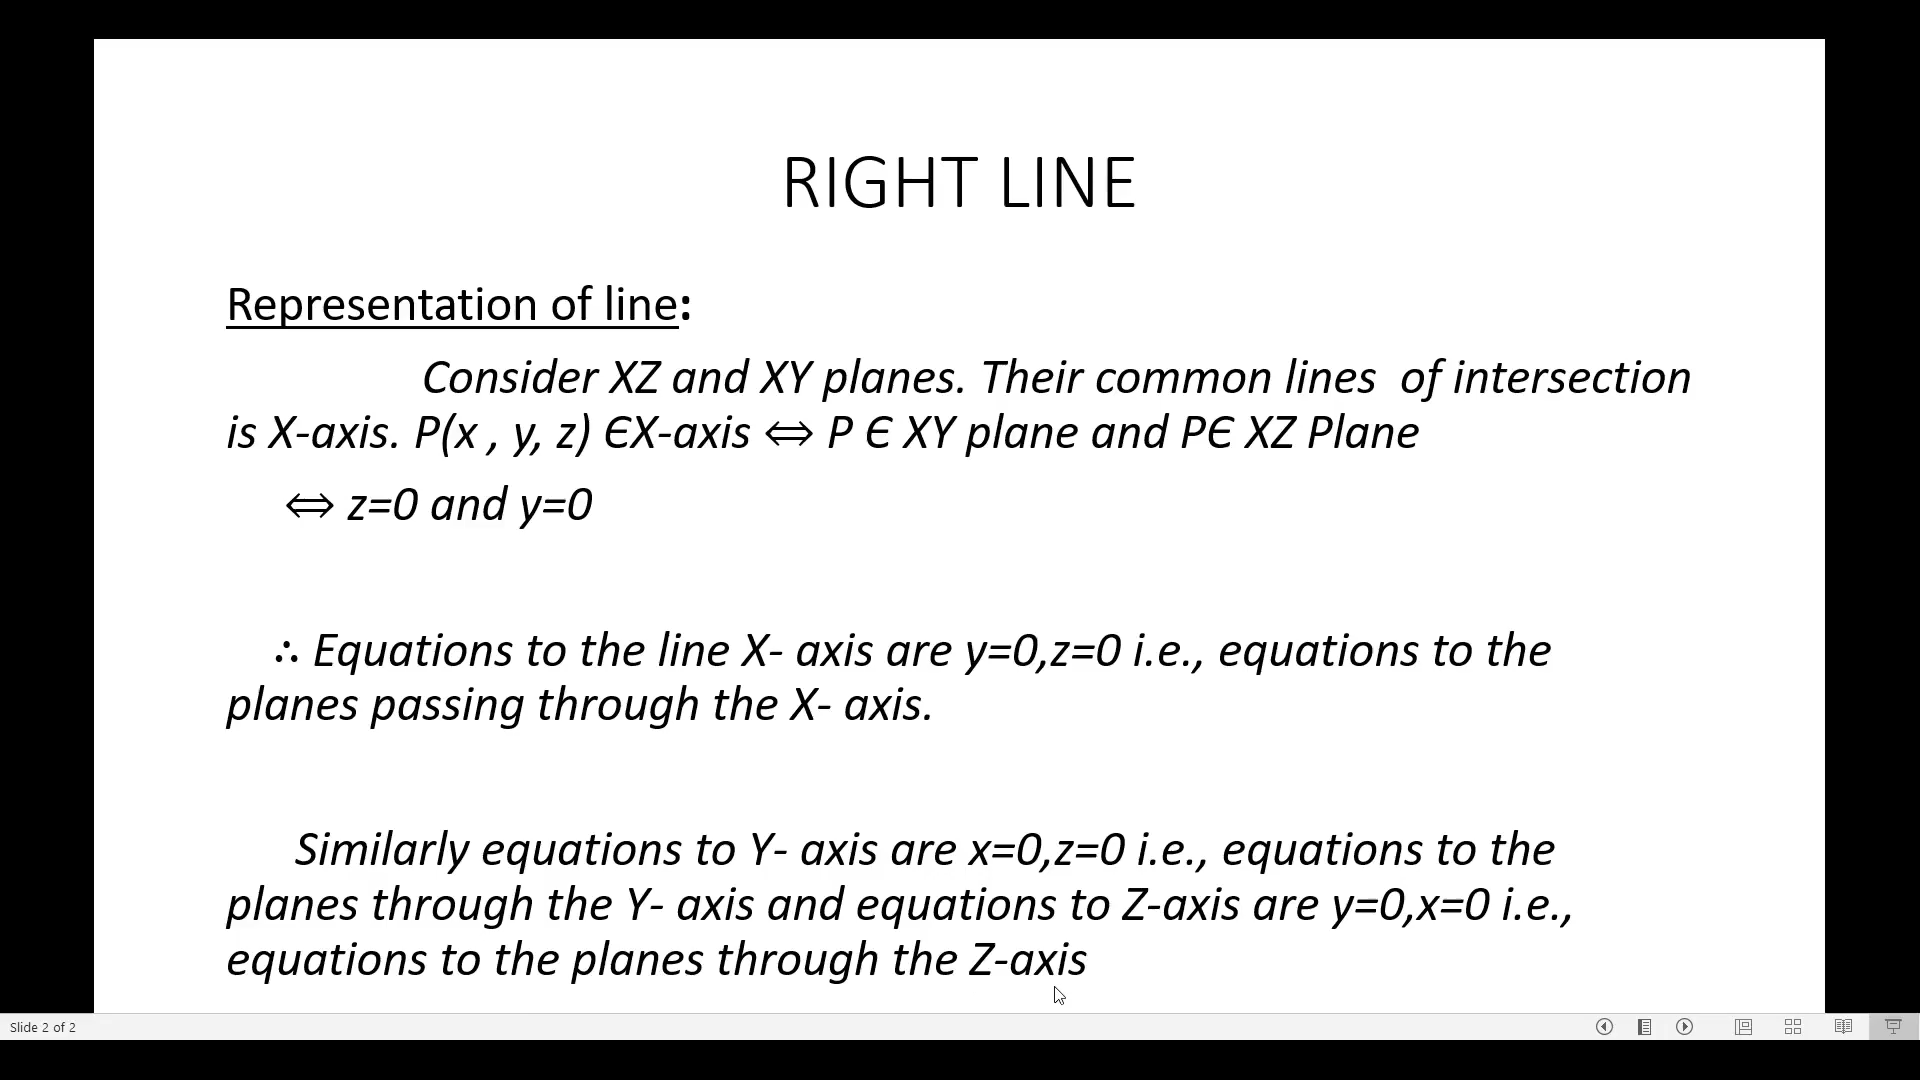 RIGHT LINE
Representation of line:
Consider XZ and XY planes. Their common lines  of intersection
is X-axis. P(x , y, z) ЄX-axis ⟺ P Є XY plane and PЄ XZ Plane
⟺ z=0 and y=0
∴ Equations to the line X- axis are y=0,z=0 i.e., equations to the
planes passing through the X- axis.
Similarly equations to Y- axis are x=0,z=0 i.e., equations to the
planes through the Y- axis and equations to Z-axis are y=0,x=0 i.e.,
equations to the planes through the Z-axis
Slide 2 of 2